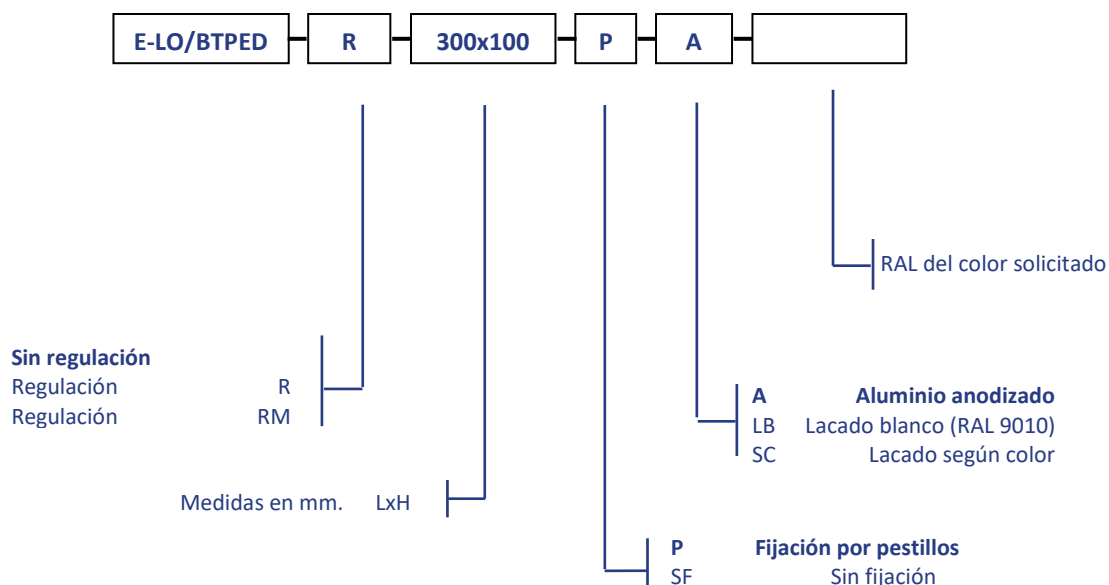 E-LO/BTPED R 300x100 P A
RAL del color solicitado
Sin regulación
Regulación R
Regulación RM
A Aluminio anodizado
LB Lacado blanco (RAL 9010)
SC Lacado según color
Medidas en mm. LxH
P Fijación por pestillos
SF Sin fijación